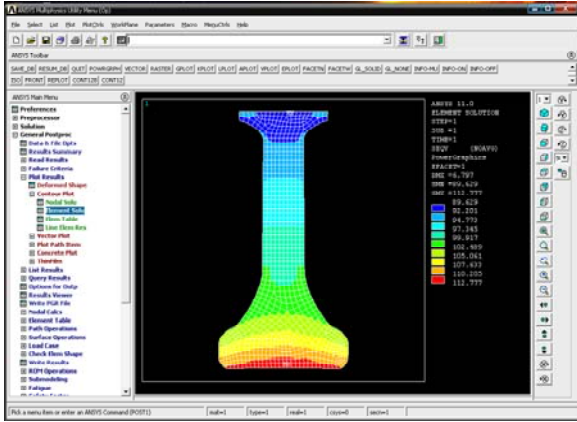 ANSYS Multiphysics Utility Menu (Op)
File Select List Plot PlotCtrls WorkPlane Parameters Macro MenuCtrls Help
ANSYS Toolbar
SAVE_DB RESUM_DB QUIT POWRGRPH VECTOR RASTER GPLOT KPLOT LPLOT APLOT VPLOT EPLOT FACETN FACETW GL_SOLID GL_NONE INFO-MU INFO-ON INFO-OFF
ISO FRONT REPLOT CONT128 CONT12
ANSYS Main Menu
Preferences
Preprocessor
Solution
General Postproc
Data & File Opts
Results Summary
Read Results
Failure Criteria
Plot Results
Deformed Shape
Contour Plot
Nodal Solu
Element Solu
Elem Table
Line Elem Res
Vector Plot
Plot Path Item
Concrete Plot
ThinFilm
List Results
Query Results
Options for Outp
Results Viewer
Write PGR File
Nodal Calcs
Element Table
Path Operations
Surface Operations
Load Case
Check Elem Shape
Write Results
ROM Operations
Submodeling
Fatigue
Safety Factor
1
ANSYS 11.0
ELEMENT SOLUTION
STEP=1
SUB =1
TIME=1
SEQV (NOAVG)
PowerGraphics
EFACET=1
DMX =6.797
SMN =89.629
SMX =112.777
89.629
92.201
94.773
97.345
99.917
102.489
105.061
107.633
110.205
112.777
Pick a menu item or enter an ANSYS Command (POST1)
mat=1
type=1
real=1
csys=0
secn=1